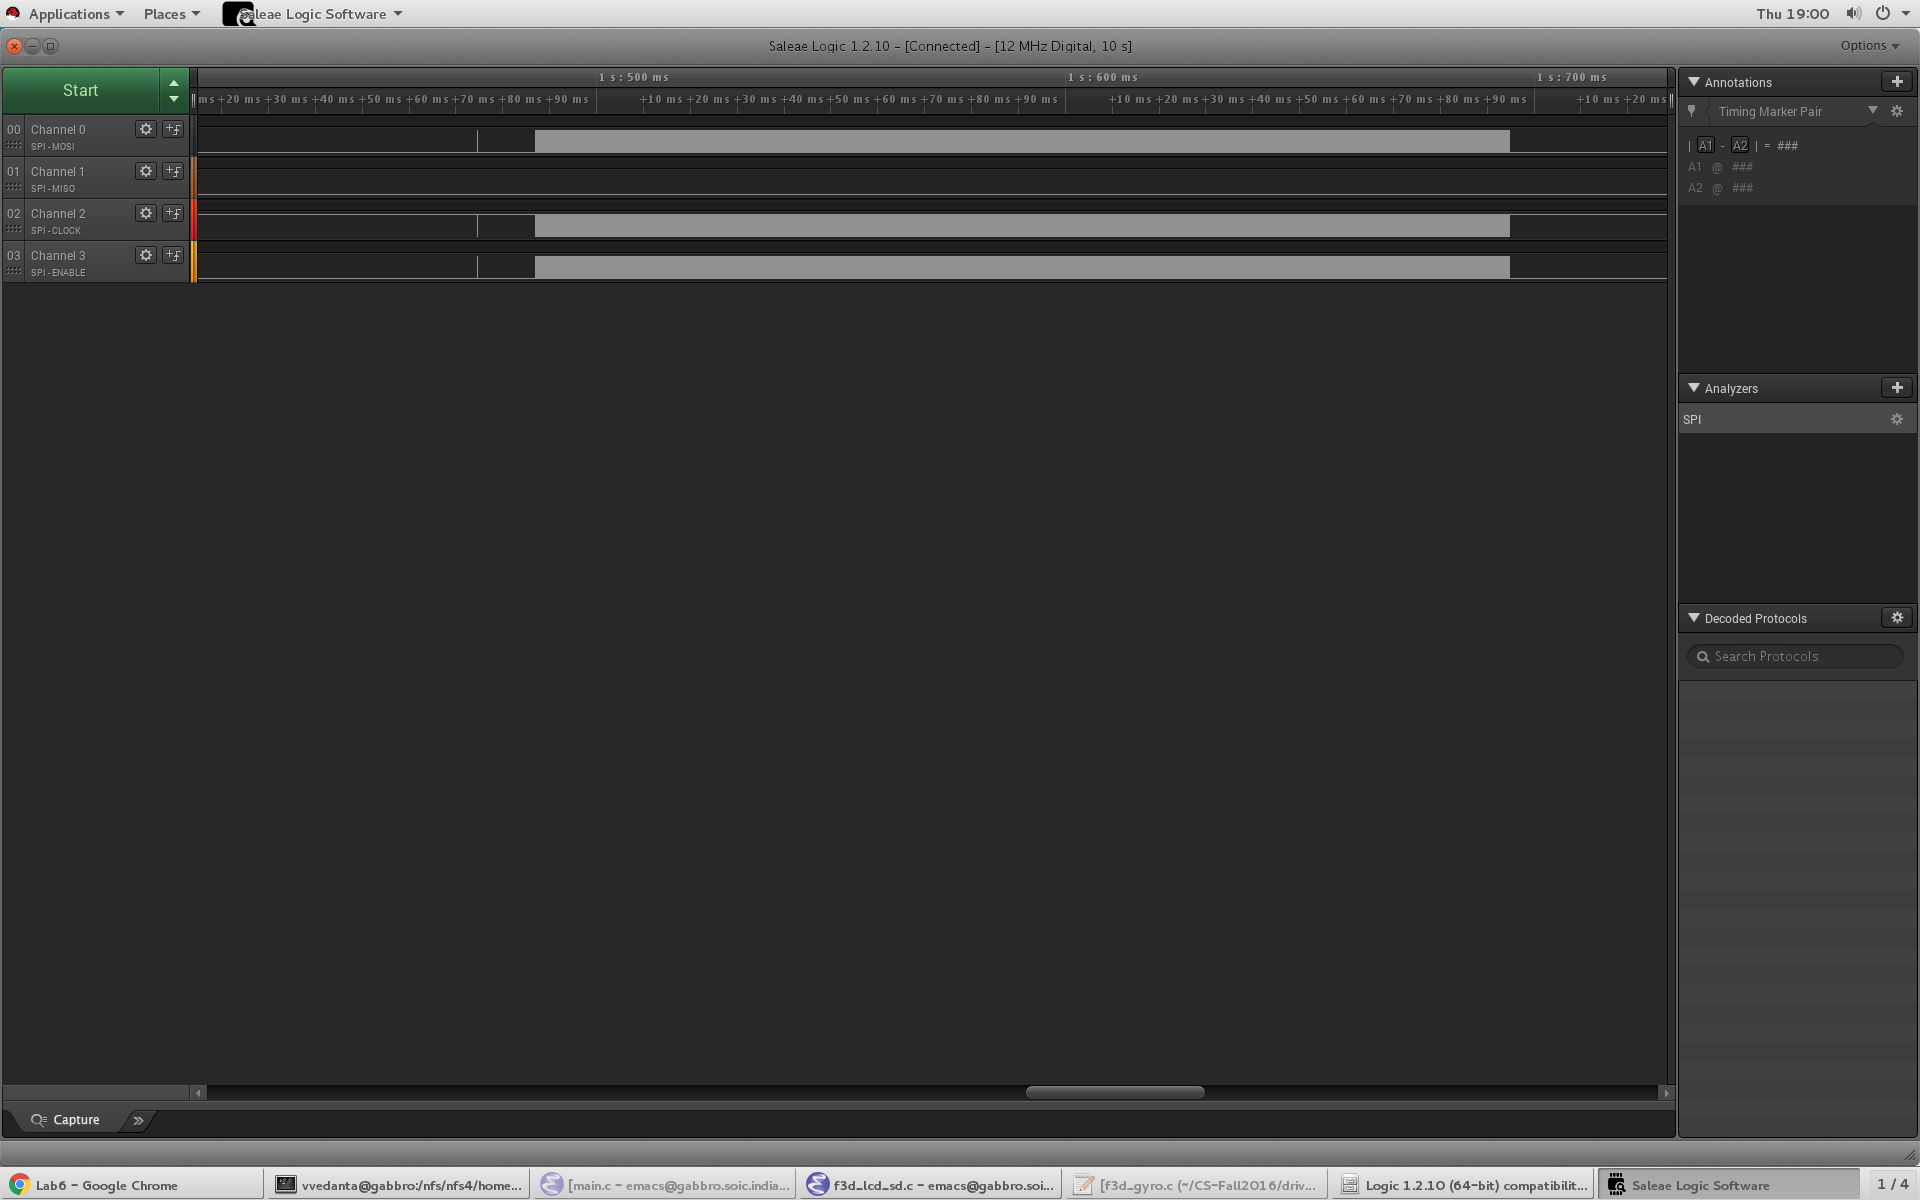 Applications Places Saleae Logic Software Thu 19:00
Saleae Logic 1.2.10 - [Connected] - [12 MHz Digital, 10 s] Options
Start
1 s : 500 ms 1 s : 600 ms 1 s : 700 ms
ms +20 ms +30 ms +40 ms +50 ms +60 ms +70 ms +80 ms +90 ms +10 ms +20 ms +30 ms +40 ms +50 ms +60 ms +70 ms +80 ms +90 ms +10 ms +20 ms +30 ms +40 ms +50 ms +60 ms +70 ms +80 ms +90 ms +10 ms +20 ms
00 Channel 0
SPI - MOSI
01 Channel 1
SPI - MISO
02 Channel 2
SPI - CLOCK
03 Channel 3
SPI - ENABLE
Annotations
Timing Marker Pair
| A1 - A2 | = ###
A1 @ ###
A2 @ ###
Analyzers
SPI
Decoded Protocols
Search Protocols
Capture
Lab6 - Google Chrome
vvedanta@gabbro:/nfs/nfs4/home...
[main.c - emacs@gabbro.soic.india...
f3d_lcd_sd.c - emacs@gabbro.soi...
[f3d_gyro.c (~/CS-Fall2016/driv...
Logic 1.2.10 (64-bit) compatibilit...
Saleae Logic Software
1 / 4